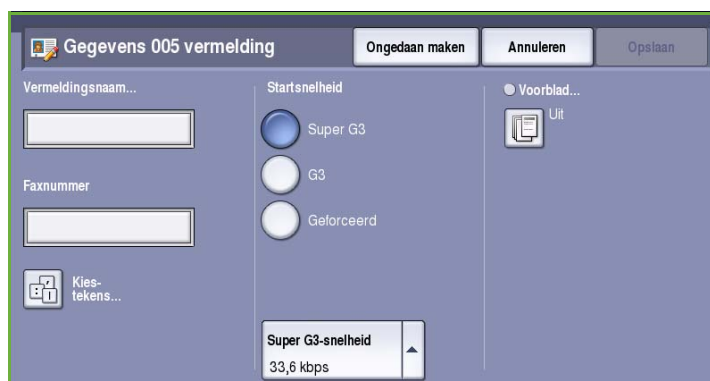 Gegevens 005 vermelding
Ongedaan maken
Annuleren
Opslaan
Vermeldingsnaam...
Faxnummer
Kies-
tekens...
Startsnelheid
Super G3
G3
Geforceerd
Super G3-snelheid
33,6 kbps
Voorblad...
Uit